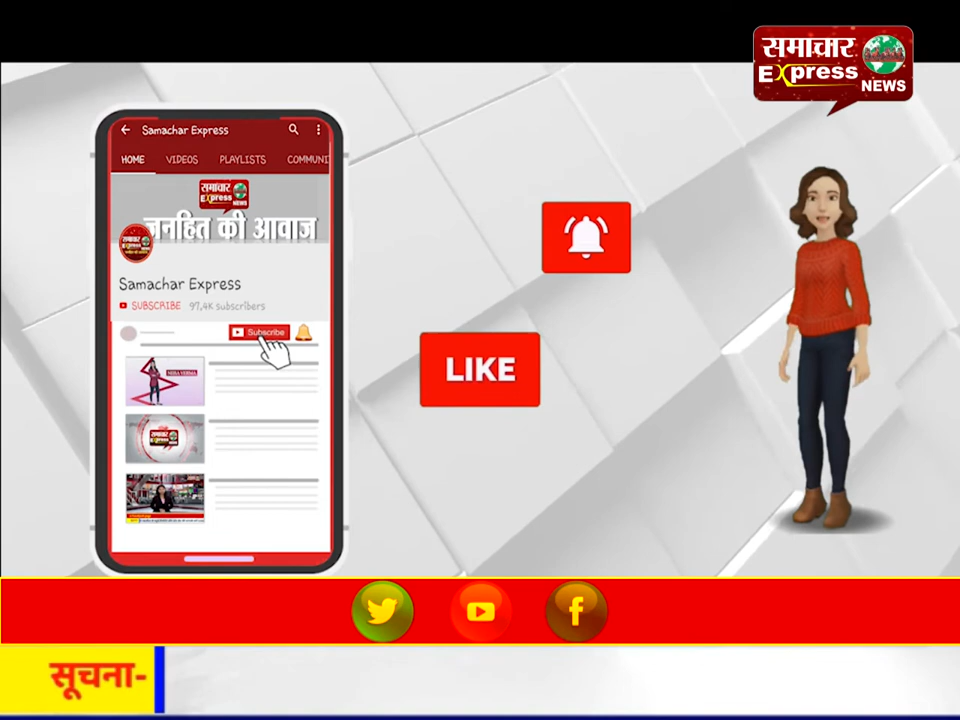 समाचार
Express
NEWS
Samachar Express
HOME VIDEOS PLAYLISTS COMMUNI
समाचार
Express
NEWS
जनहित की आवाज
Samachar Express
SUBSCRIBE 97.4K subscribers
Subscribe
LIKE
सूचना-